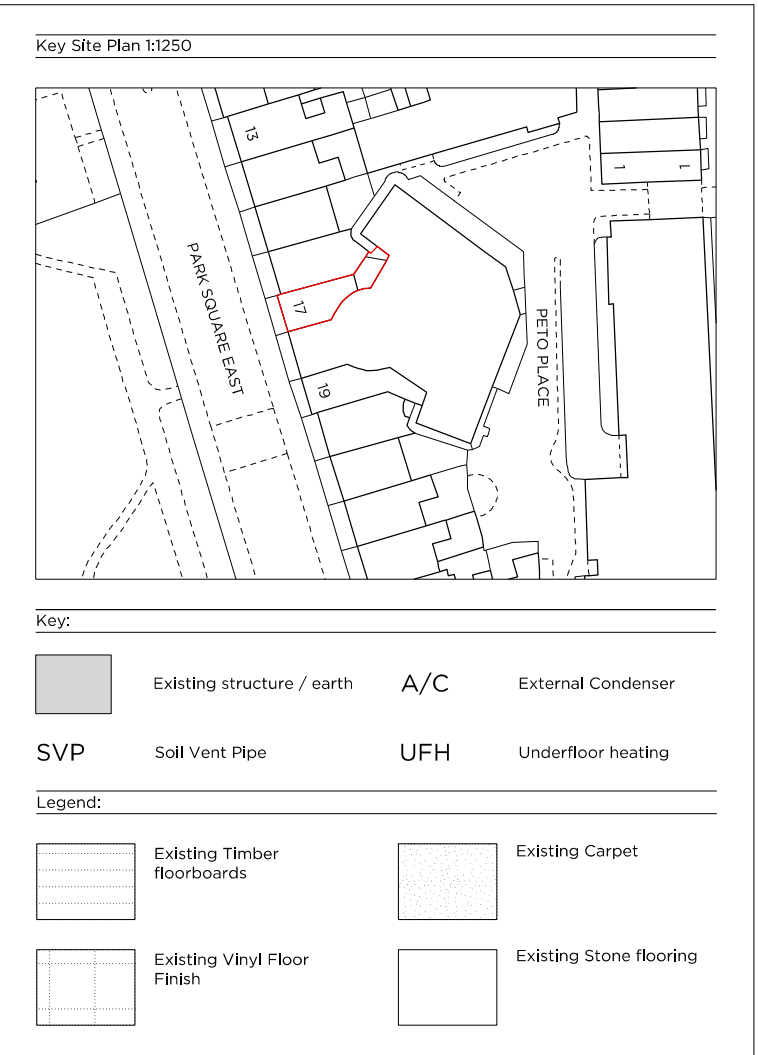 Key Site Plan 1:1250
13
1
1
PARK SQUARE EAST
17
PETO PLACE
19
Key:
Existing structure / earth
A/C
External Condenser
SVP
Soil Vent Pipe
UFH
Underfloor heating
Legend:
Existing Timber
floorboards
Existing Carpet
Existing Vinyl Floor
Finish
Existing Stone flooring